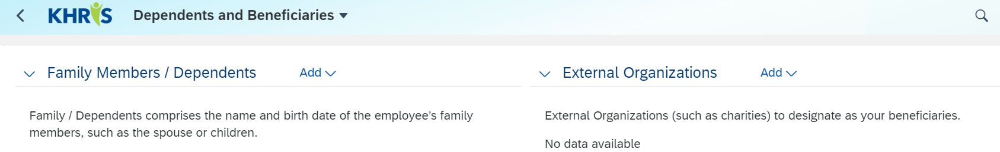 KHRIS Dependents and Beneficiaries
Family Members / Dependents Add
Family / Dependents comprises the name and birth date of the employee’s family
members, such as the spouse or children.
External Organizations Add
External Organizations (such as charities) to designate as your beneficiaries.
No data available